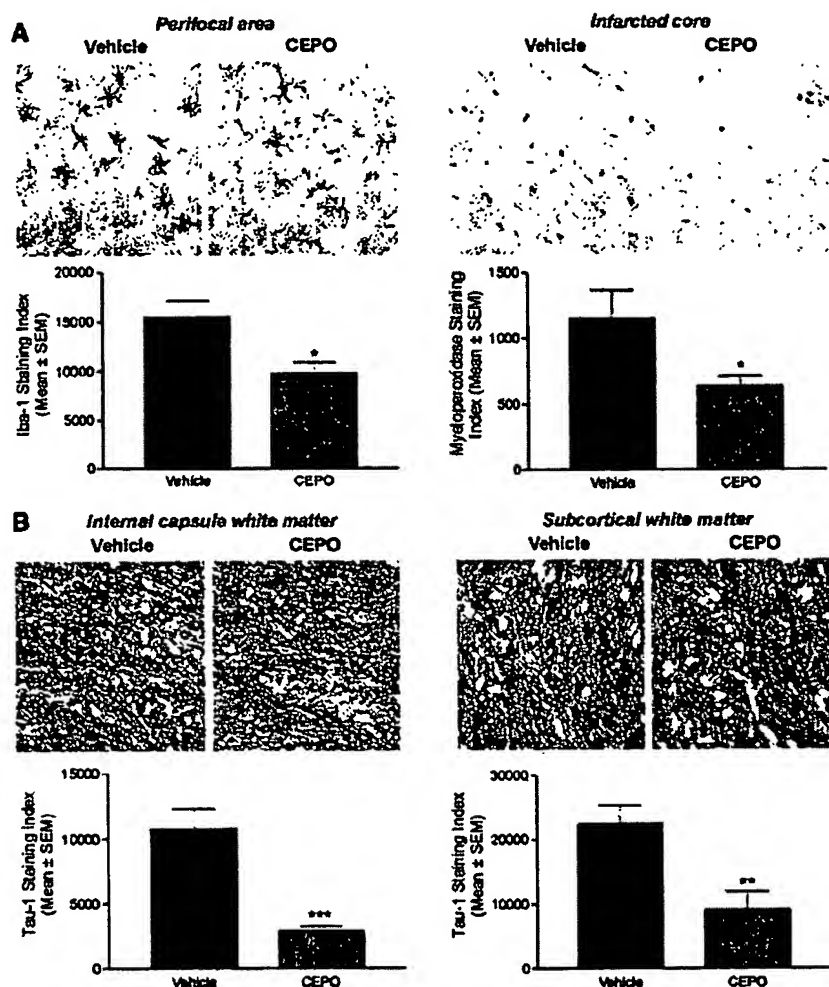 A
Perifocal area
Vehicle CEPO
Infarcted core
Vehicle CEPO
Iba-1 Staining Index
(Mean ± SEM)
20000
15000
10000
5000
0
*
Vehicle CEPO
Myeloperoxidase Staining
Index (Mean ± SEM)
1500
1000
500
0
*
Vehicle CEPO
B
Internal capsule white matter
Vehicle CEPO
Subcortical white matter
Vehicle CEPO
Tau-1 Staining Index
(Mean ± SEM)
15000
10000
5000
0
***
Vehicle CEPO
Tau-1 Staining Index
(Mean ± SEM)
30000
20000
10000
0
**
Vehicle CEPO